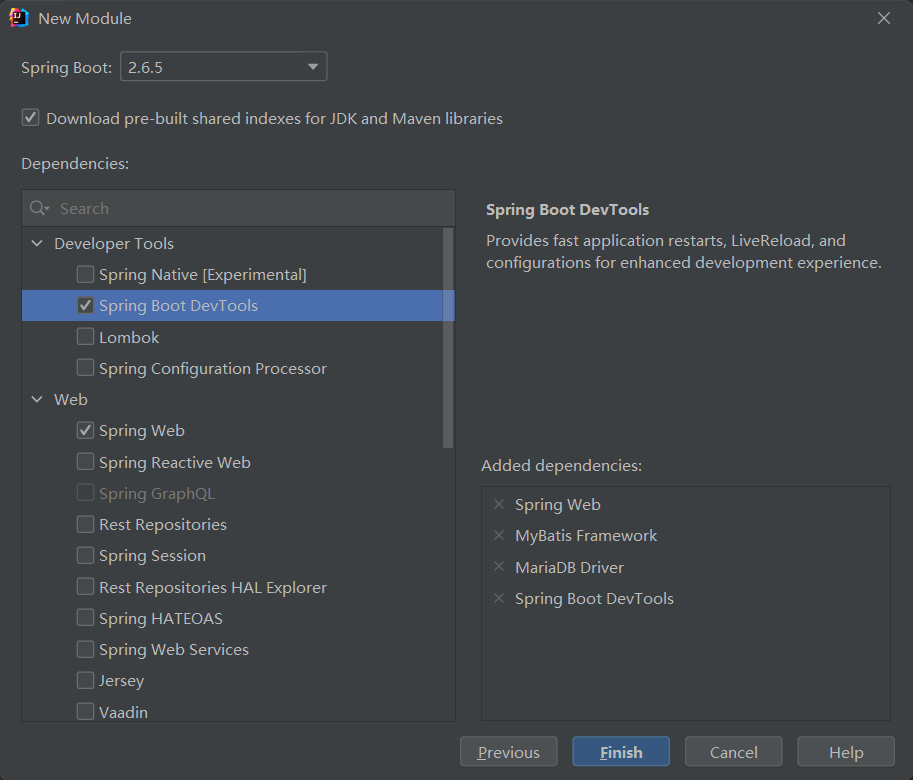 New Module
Spring Boot: 2.6.5
Download pre-built shared indexes for JDK and Maven libraries
Dependencies:
Search
Developer Tools
Spring Native [Experimental]
Spring Boot DevTools
Lombok
Spring Configuration Processor
Web
Spring Web
Spring Reactive Web
Spring GraphQL
Rest Repositories
Spring Session
Rest Repositories HAL Explorer
Spring HATEOAS
Spring Web Services
Jersey
Vaadin
Spring Boot DevTools
Provides fast application restarts, LiveReload, and
configurations for enhanced development experience.
Added dependencies:
Spring Web
MyBatis Framework
MariaDB Driver
Spring Boot DevTools
Previous Finish Cancel Help